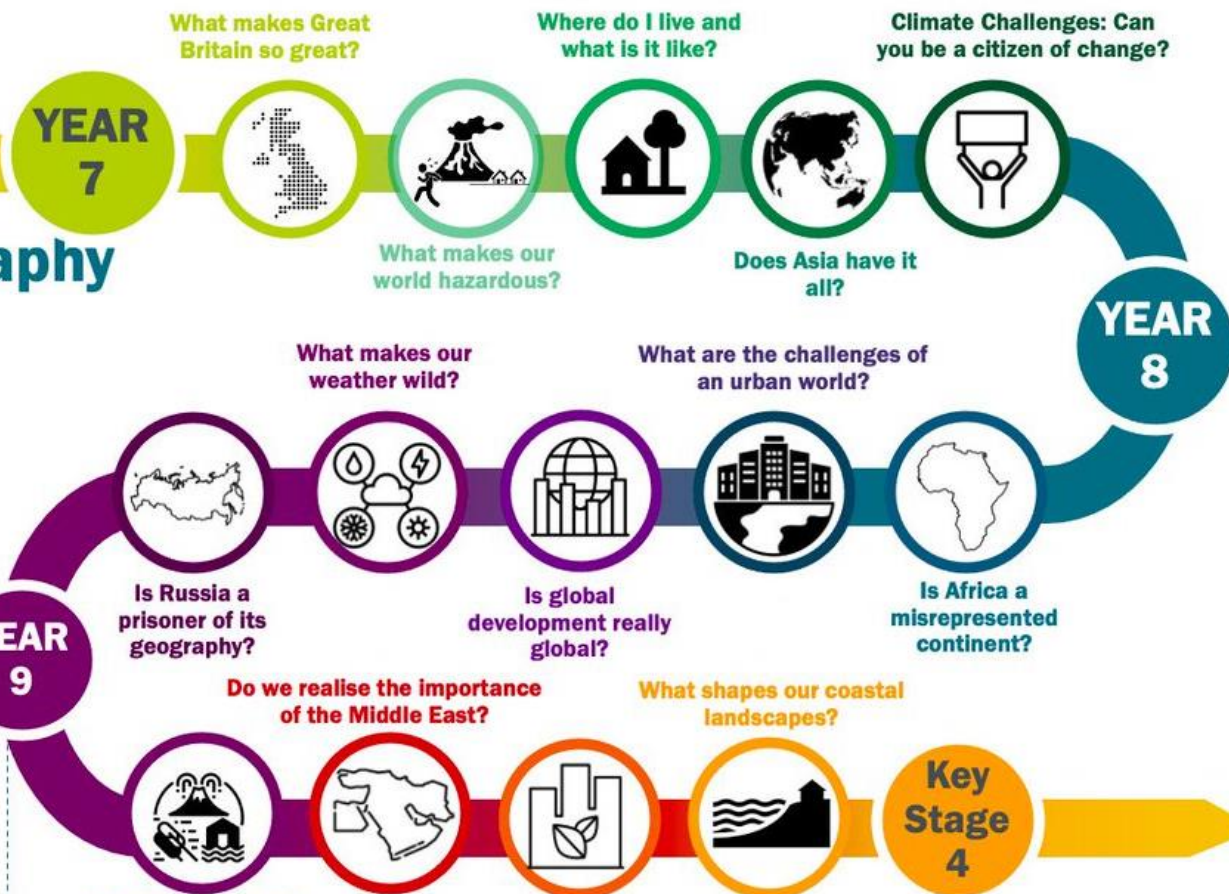 What makes Great
Britain so great?
Where do I live and
what is it like?
Climate Challenges: Can
you be a citizen of change?
YEAR
7
What makes our
world hazardous?
Does Asia have it
all?
aphy
YEAR
8
What makes our
weather wild?
What are the challenges of
an urban world?
Is Russia a
prisoner of its
geography?
Is global
development really
global?
Is Africa a
misrepresented
continent?
EAR
9
Do we realise the importance
of the Middle East?
What shapes our coastal
landscapes?
Key
Stage
4